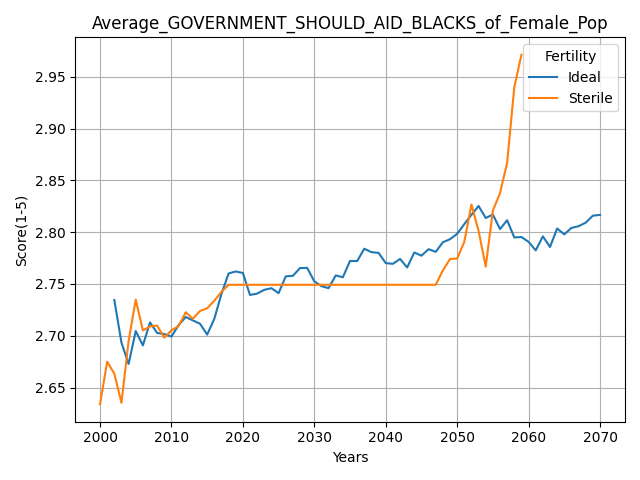 Average_GOVERNMENT_SHOULD_AID_BLACKS_of_Female_Pop
Fertility
Ideal
Sterile
Score(1-5)
2.95
2.90
2.85
2.80
2.75
2.70
2.65
2000 2010 2020 2030 2040 2050 2060 2070
Years